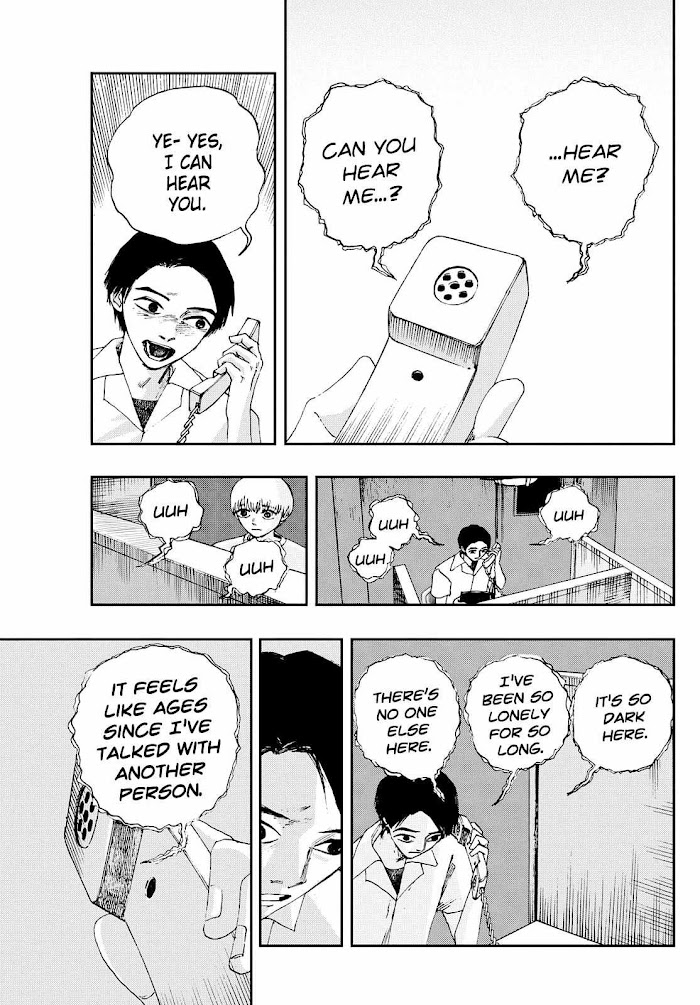 ...HEAR
ME?
CAN YOU
HEAR
ME...?
YE- YES,
I CAN
HEAR
YOU.
UUH
UUH
UUH
UUH
UUH
IT'S SO
DARK
HERE.
I'VE
BEEN SO
LONELY
FOR SO
LONG.
THERE'S
NO ONE
ELSE
HERE.
IT FEELS
LIKE AGES
SINCE I'VE
TALKED WITH
ANOTHER
PERSON.